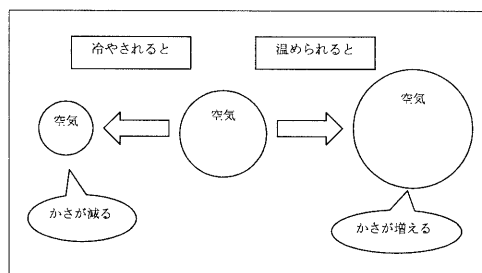 冷やされると
温められると
空気
空気
空気
かさが減る
かさが増える